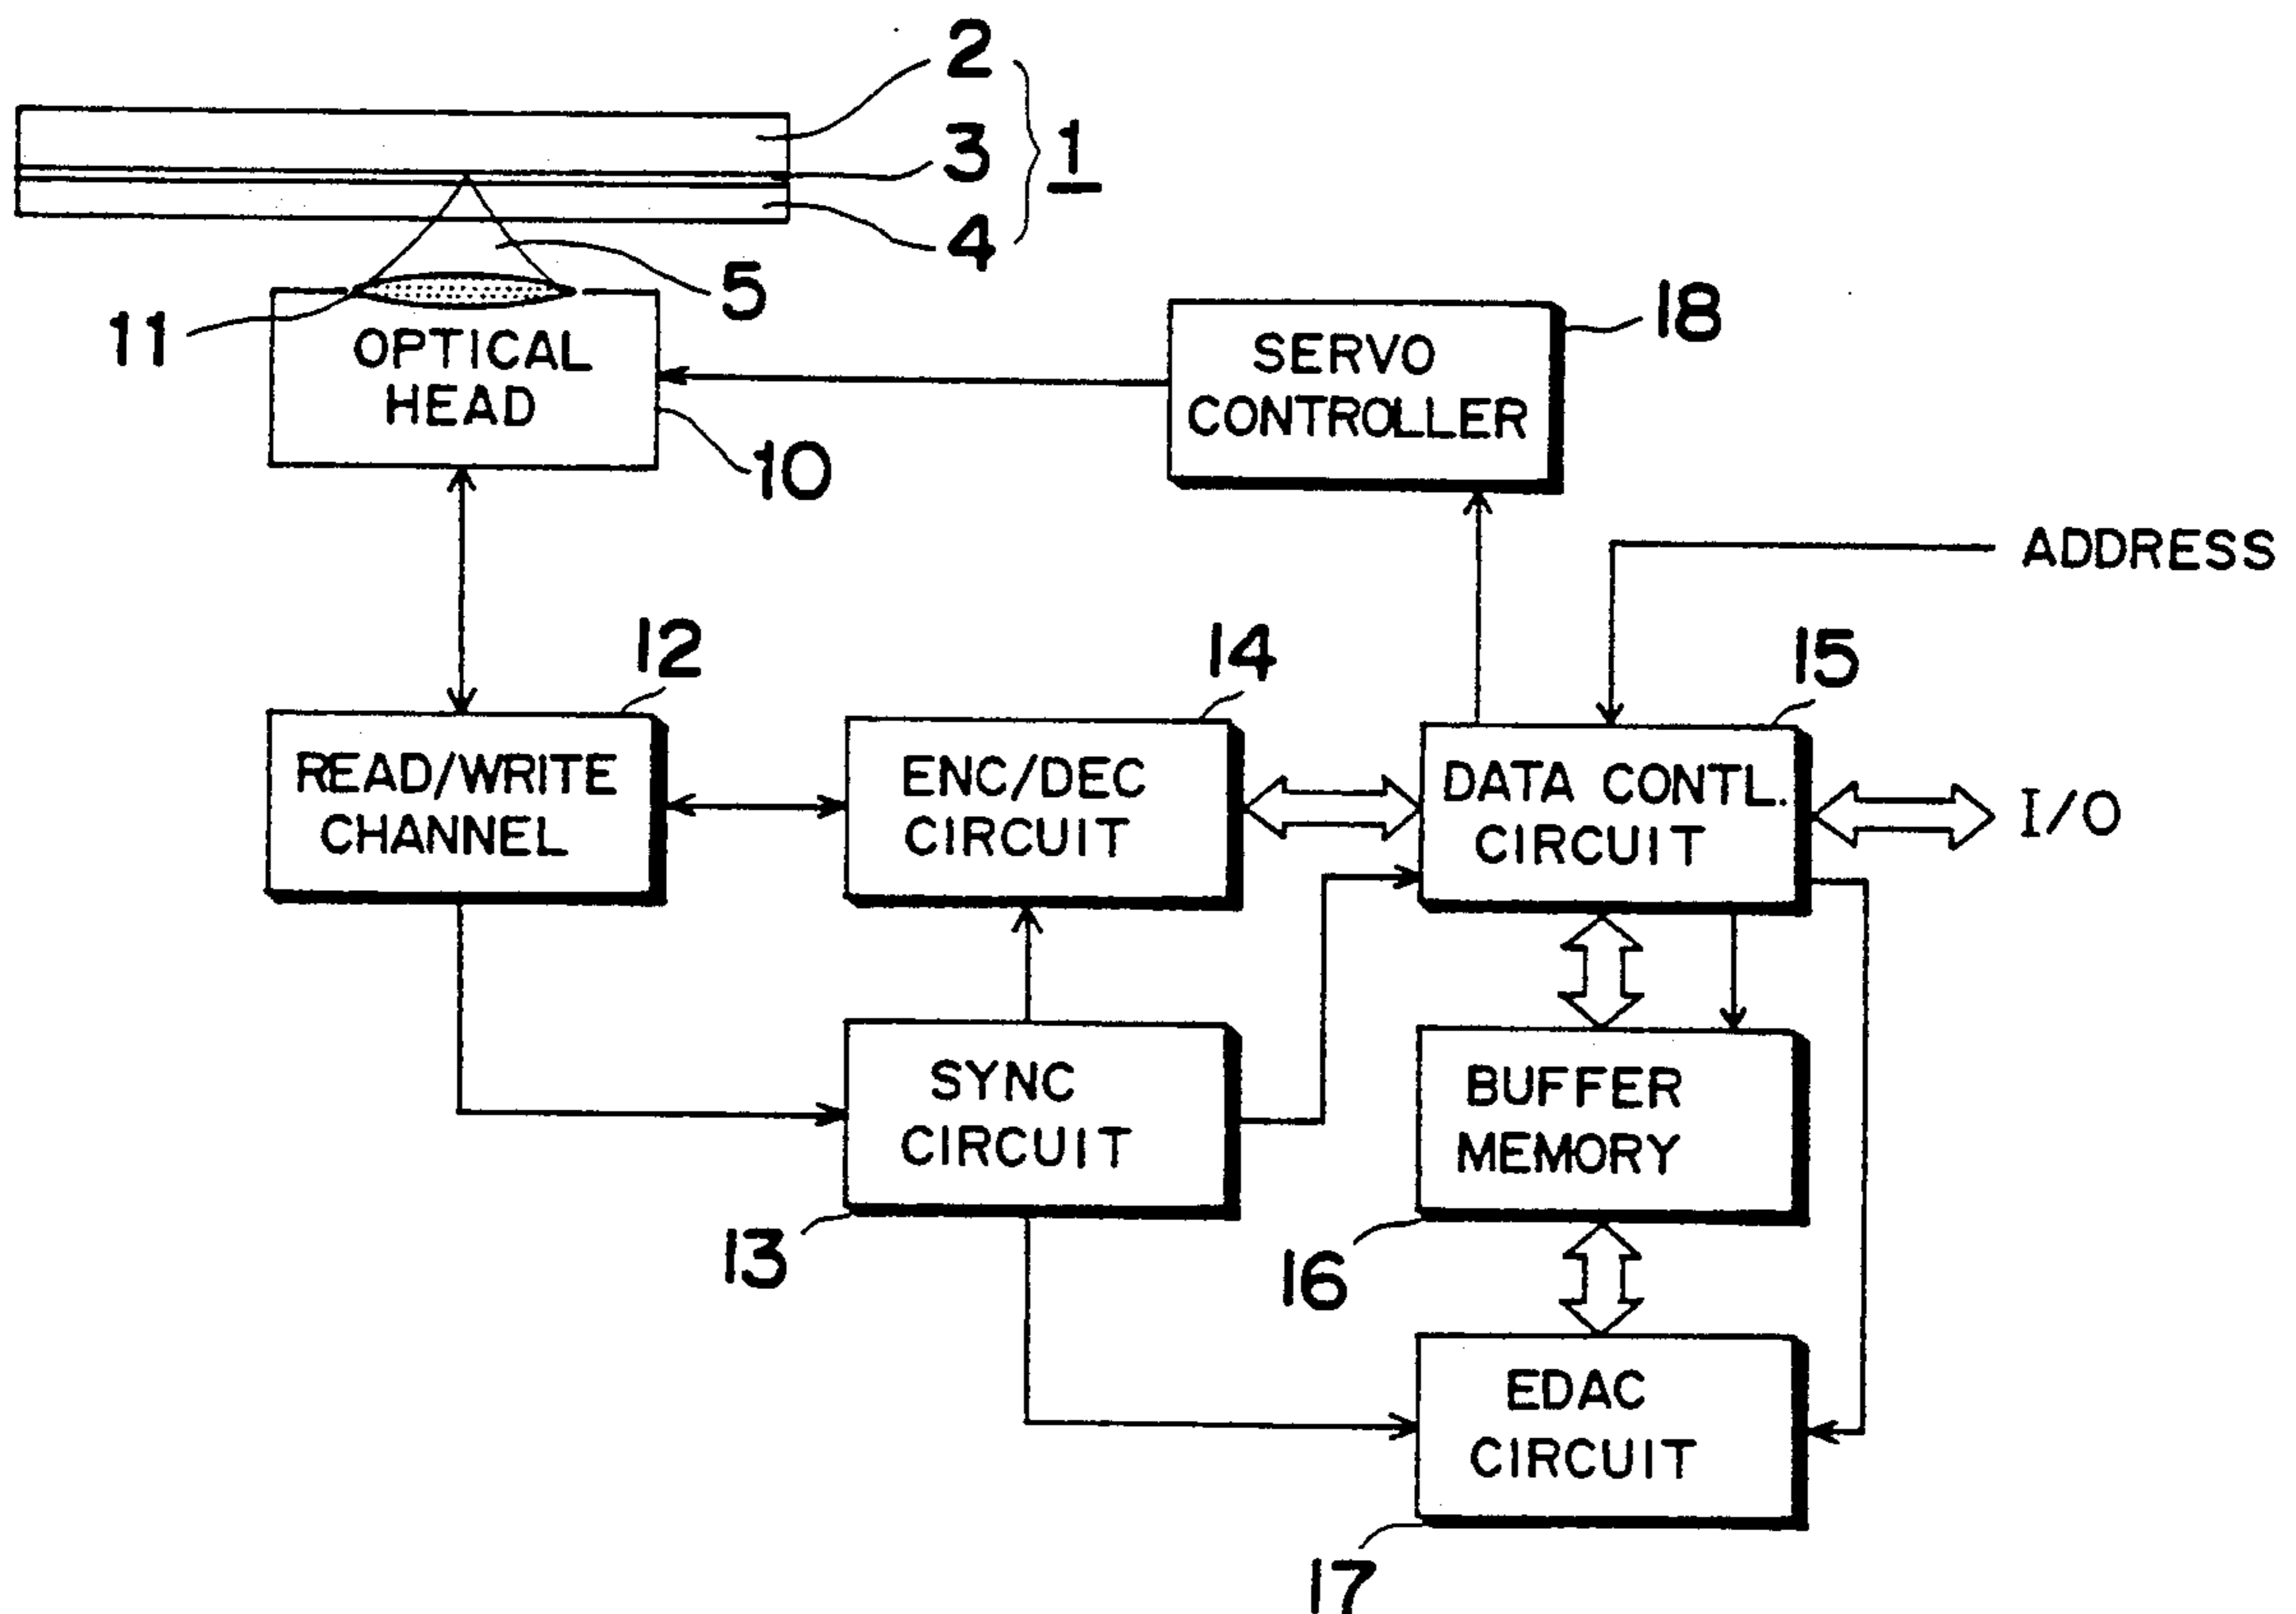 2
3
1
4
5
11
OPTICAL
HEAD
10
SERVO
CONTROLLER
18
ADDRESS
12
READ/WRITE
CHANNEL
14
ENC/DEC
CIRCUIT
15
DATA CONTL.
CIRCUIT
I/O
SYNC
CIRCUIT
13
BUFFER
MEMORY
16
EDAC
CIRCUIT
17